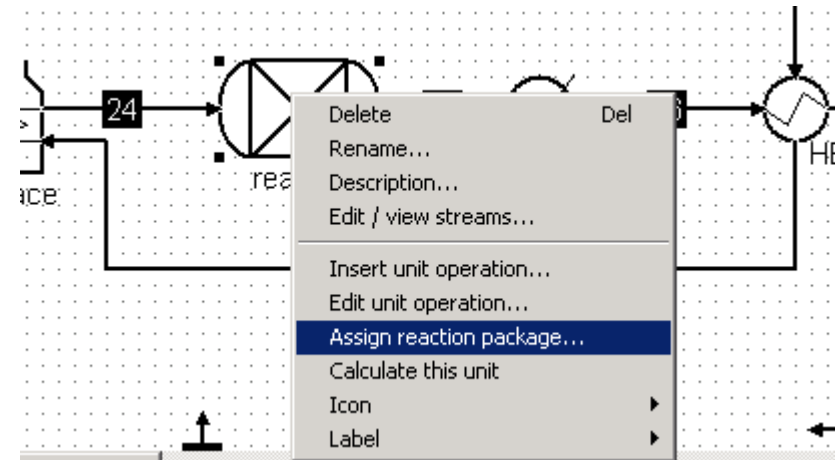 24
Delete Del
Rename...
Description...
Edit / view streams...
Insert unit operation...
Edit unit operation...
Assign reaction package...
Calculate this unit
Icon
Label